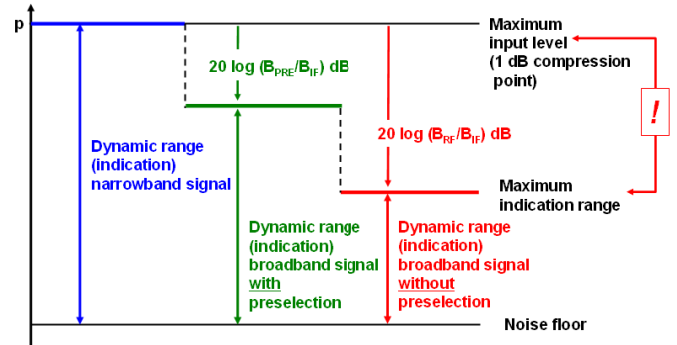 p
Maximum
input level
(1 dB compression
point)
20 log (B_PRE/B_IF) dB
!
20 log (B_RF/B_IF) dB
Dynamic range
(indication)
narrowband signal
Maximum
indication range
Dynamic range
(indication)
broadband signal
with
preselection
Dynamic range
(indication)
broadband signal
without
preselection
Noise floor